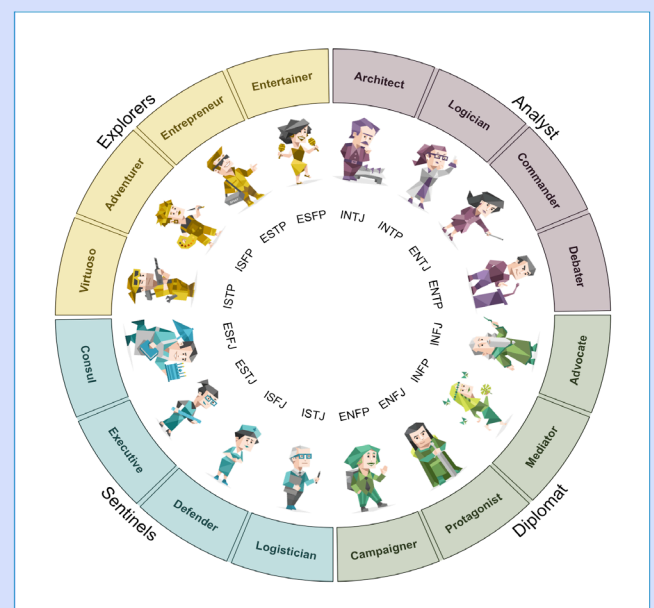 Explorers
Analyst
Sentinels
Diplomat
Architect
Logician
Commander
Debater
Advocate
Mediator
Protagonist
Campaigner
Logistician
Defender
Executive
Consul
Virtuoso
Adventurer
Entrepreneur
Entertainer
INTJ
INTP
ENTJ
ENTP
INFJ
INFP
ENFJ
ENFP
ISTJ
ISFJ
ESTJ
ESFJ
ISTP
ISFP
ESTP
ESFP